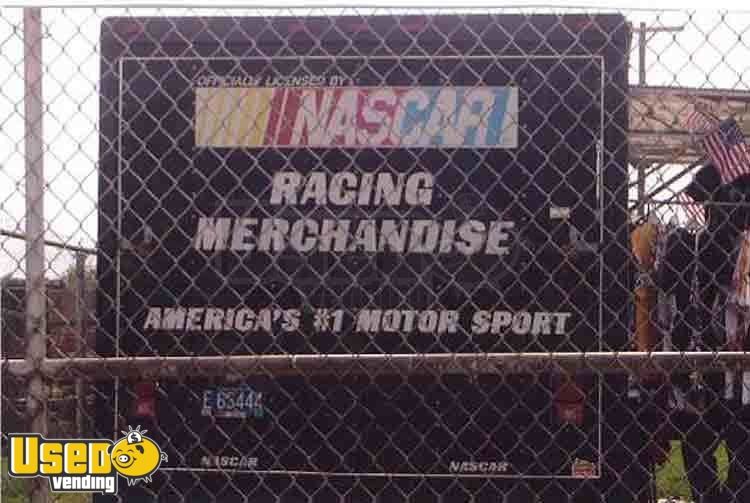 OFFICIALLY LICENSED BY
NASCAR
RACING
MERCHANDISE
AMERICA'S #1 MOTOR SPORT
E 63444
NASCAR NASCAR
USED
vending